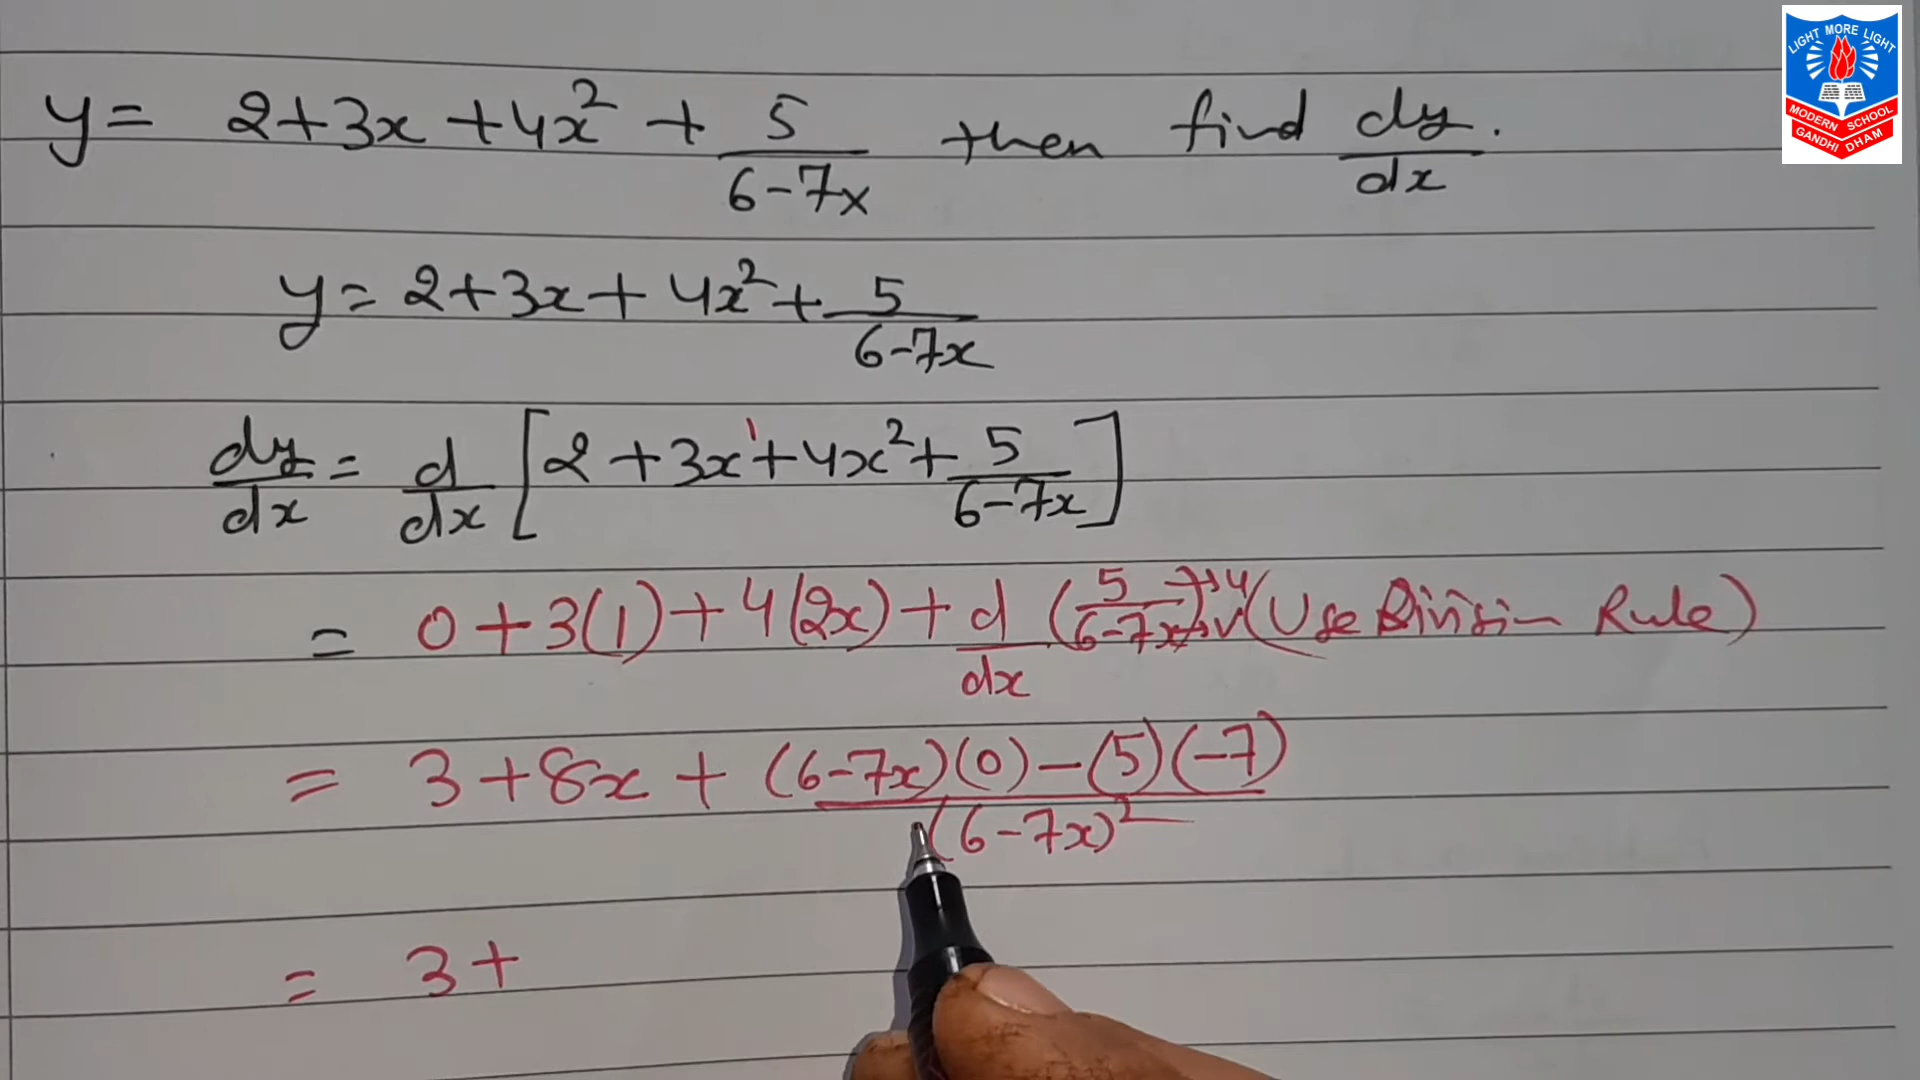 LIGHT MORE LIGHT
MODERN SCHOOL
GANDHI DHAM
y = 2+3x+4x² + 5/(6-7x) then find dy/dx.
y = 2+3x+4x²+5/(6-7x)
dy/dx = d/dx [2+3x¹+4x²+5/(6-7x)]
= 0+3(1)+4(2x)+d/dx (5/(6-7x))→u →v (Use Division Rule)
= 3+8x+((6-7x)(0)-(5)(-7))/(6-7x)²
= 3+